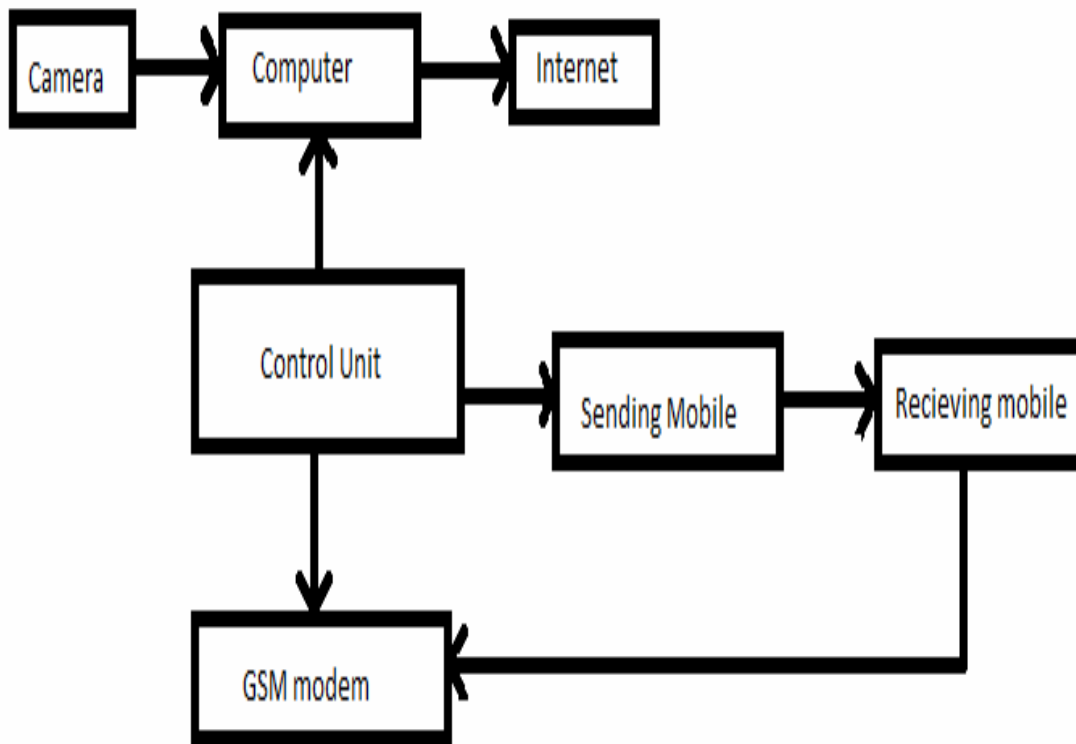 Camera
Computer
Internet
Control Unit
Sending Mobile
Recieving mobile
GSM modem